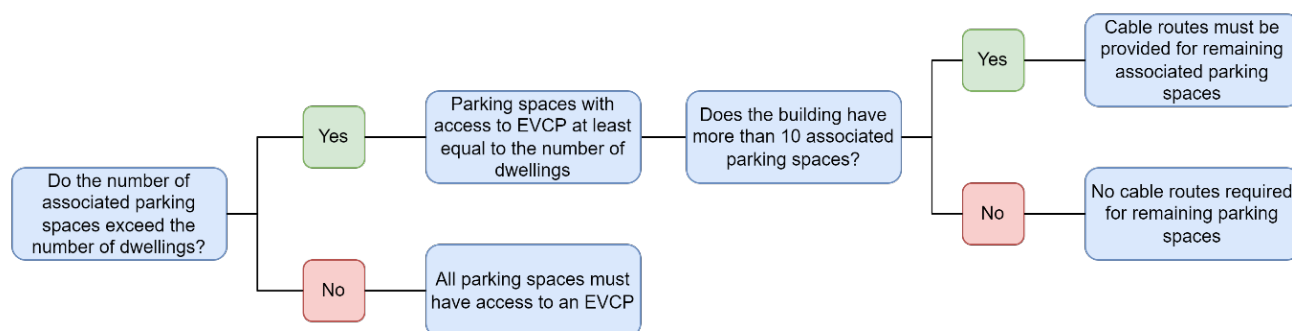 Do the number of
associated parking
spaces exceed the
number of dwellings?
Yes
Parking spaces with
access to EVCP at least
equal to the number of
dwellings
Does the building have
more than 10 associated
parking spaces?
Yes
Cable routes must be
provided for remaining
associated parking
spaces
No
No cable routes required
for remaining parking
spaces
No
All parking spaces must
have access to an EVCP